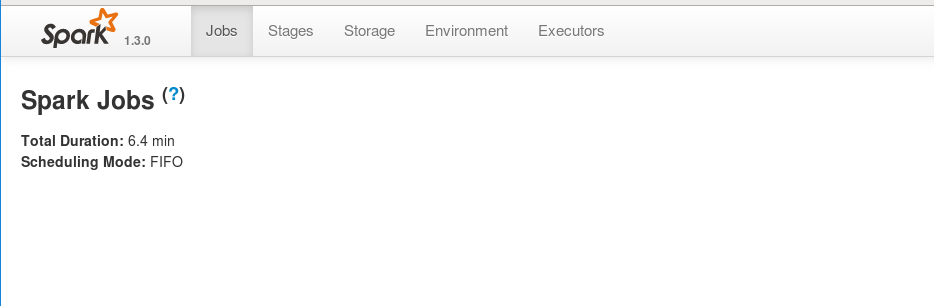 Spark 1.3.0 Jobs Stages Storage Environment Executors
Spark Jobs (?)
Total Duration: 6.4 min
Scheduling Mode: FIFO